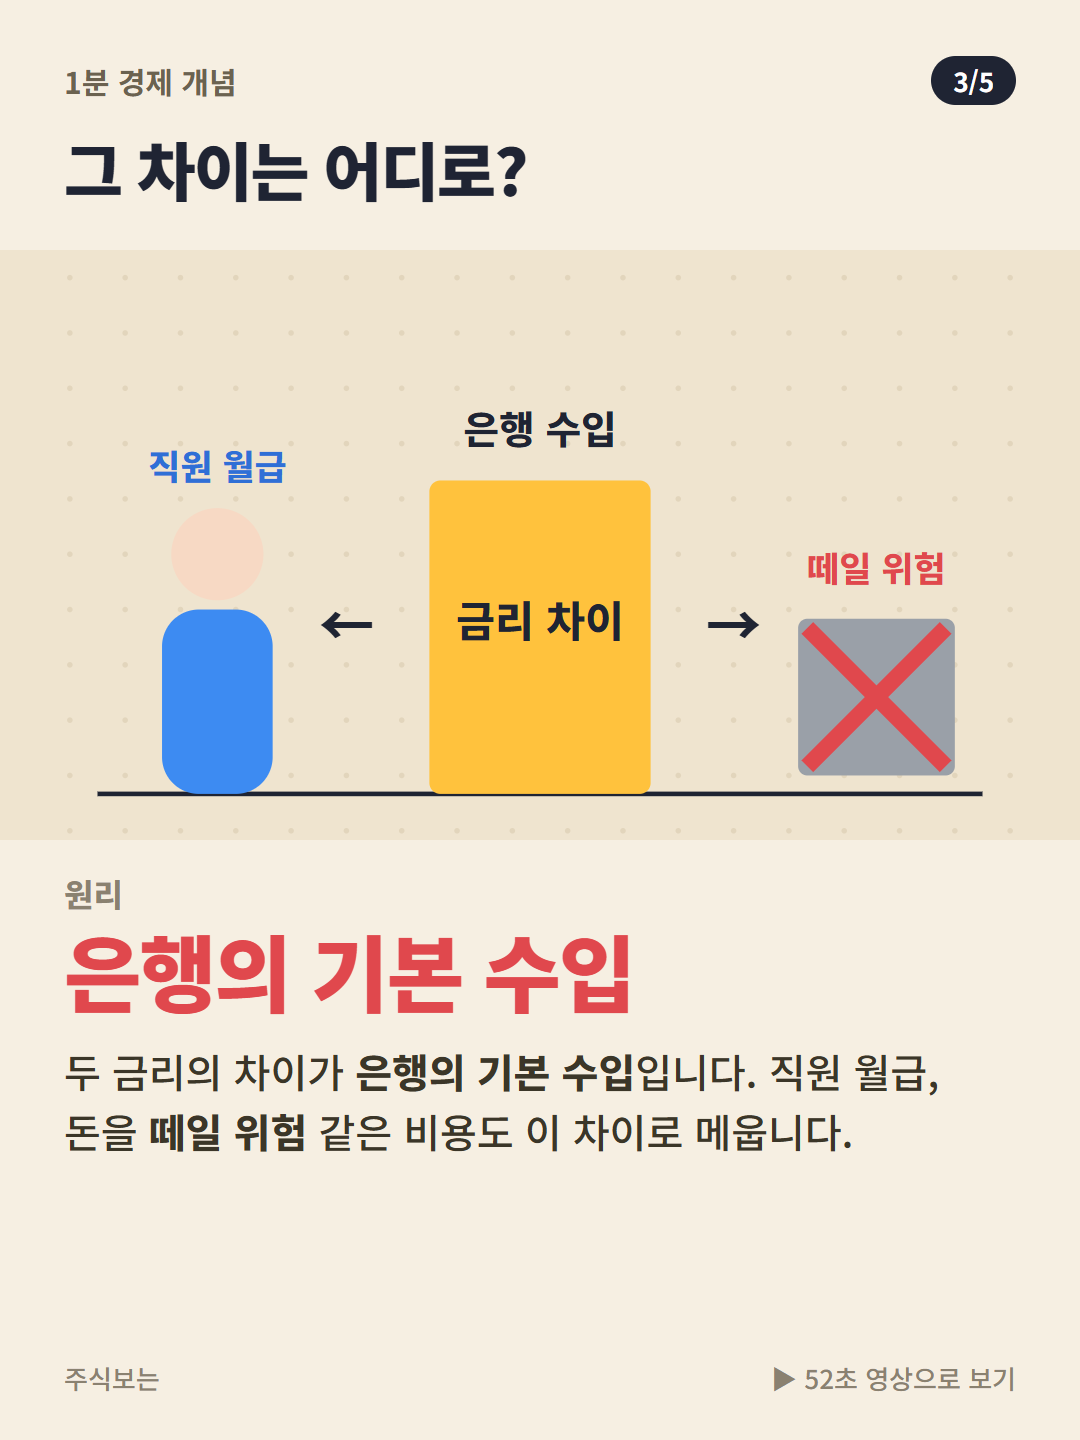 1분 경제 개념
3/5
그 차이는 어디로?
은행 수입
직원 월급
떼일 위험
← 금리 차이 →
원리
은행의 기본 수입
두 금리의 차이가 은행의 기본 수입입니다. 직원 월급,
돈을 떼일 위험 같은 비용도 이 차이로 메웁니다.
주식보는
▶ 52초 영상으로 보기